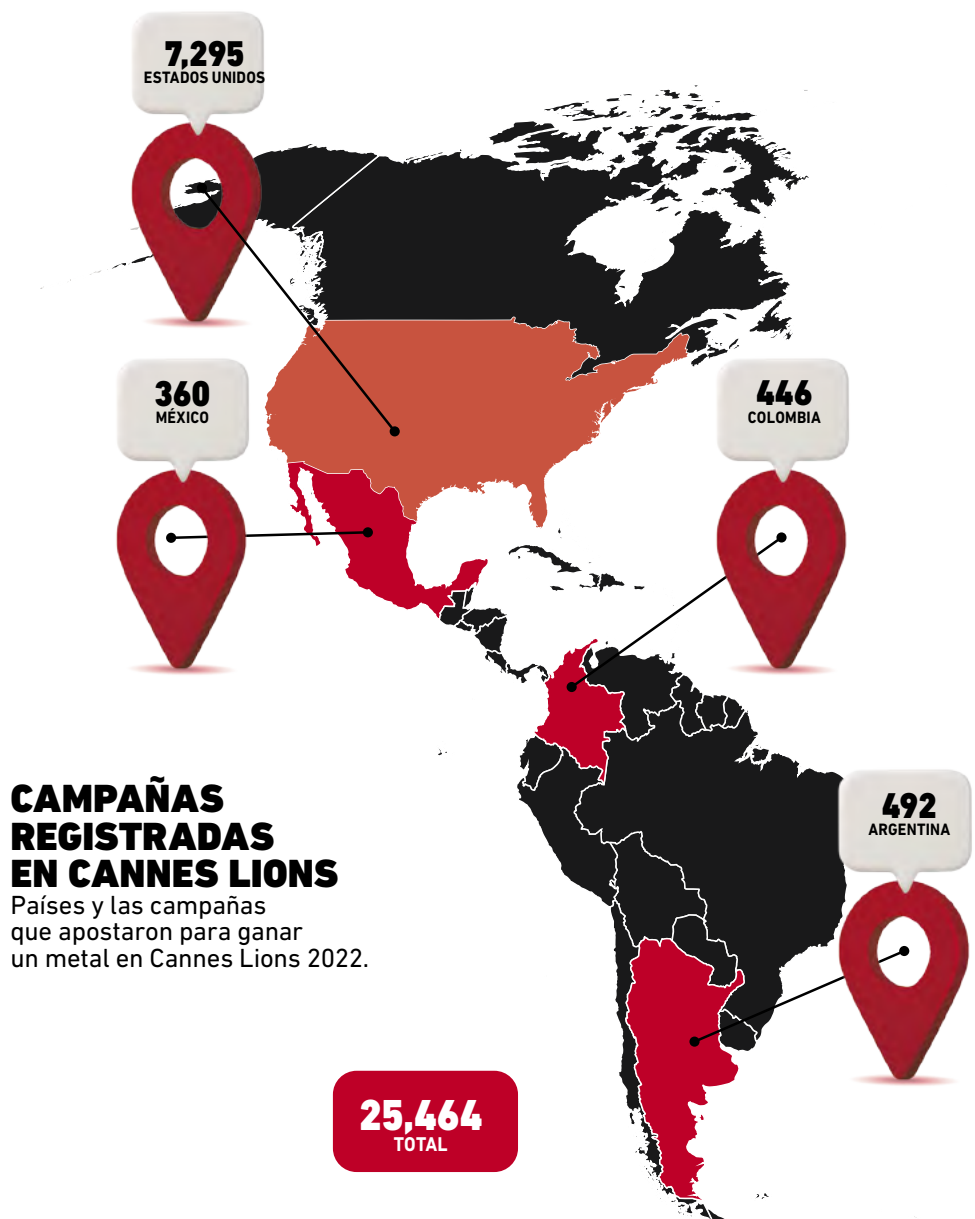 7,295
ESTADOS UNIDOS
360
MÉXICO
446
COLOMBIA
CAMPAÑAS
REGISTRADAS
EN CANNES LIONS
Países y las campañas
que apostaron para ganar
un metal en Cannes Lions 2022.
492
ARGENTINA
25,464
TOTAL